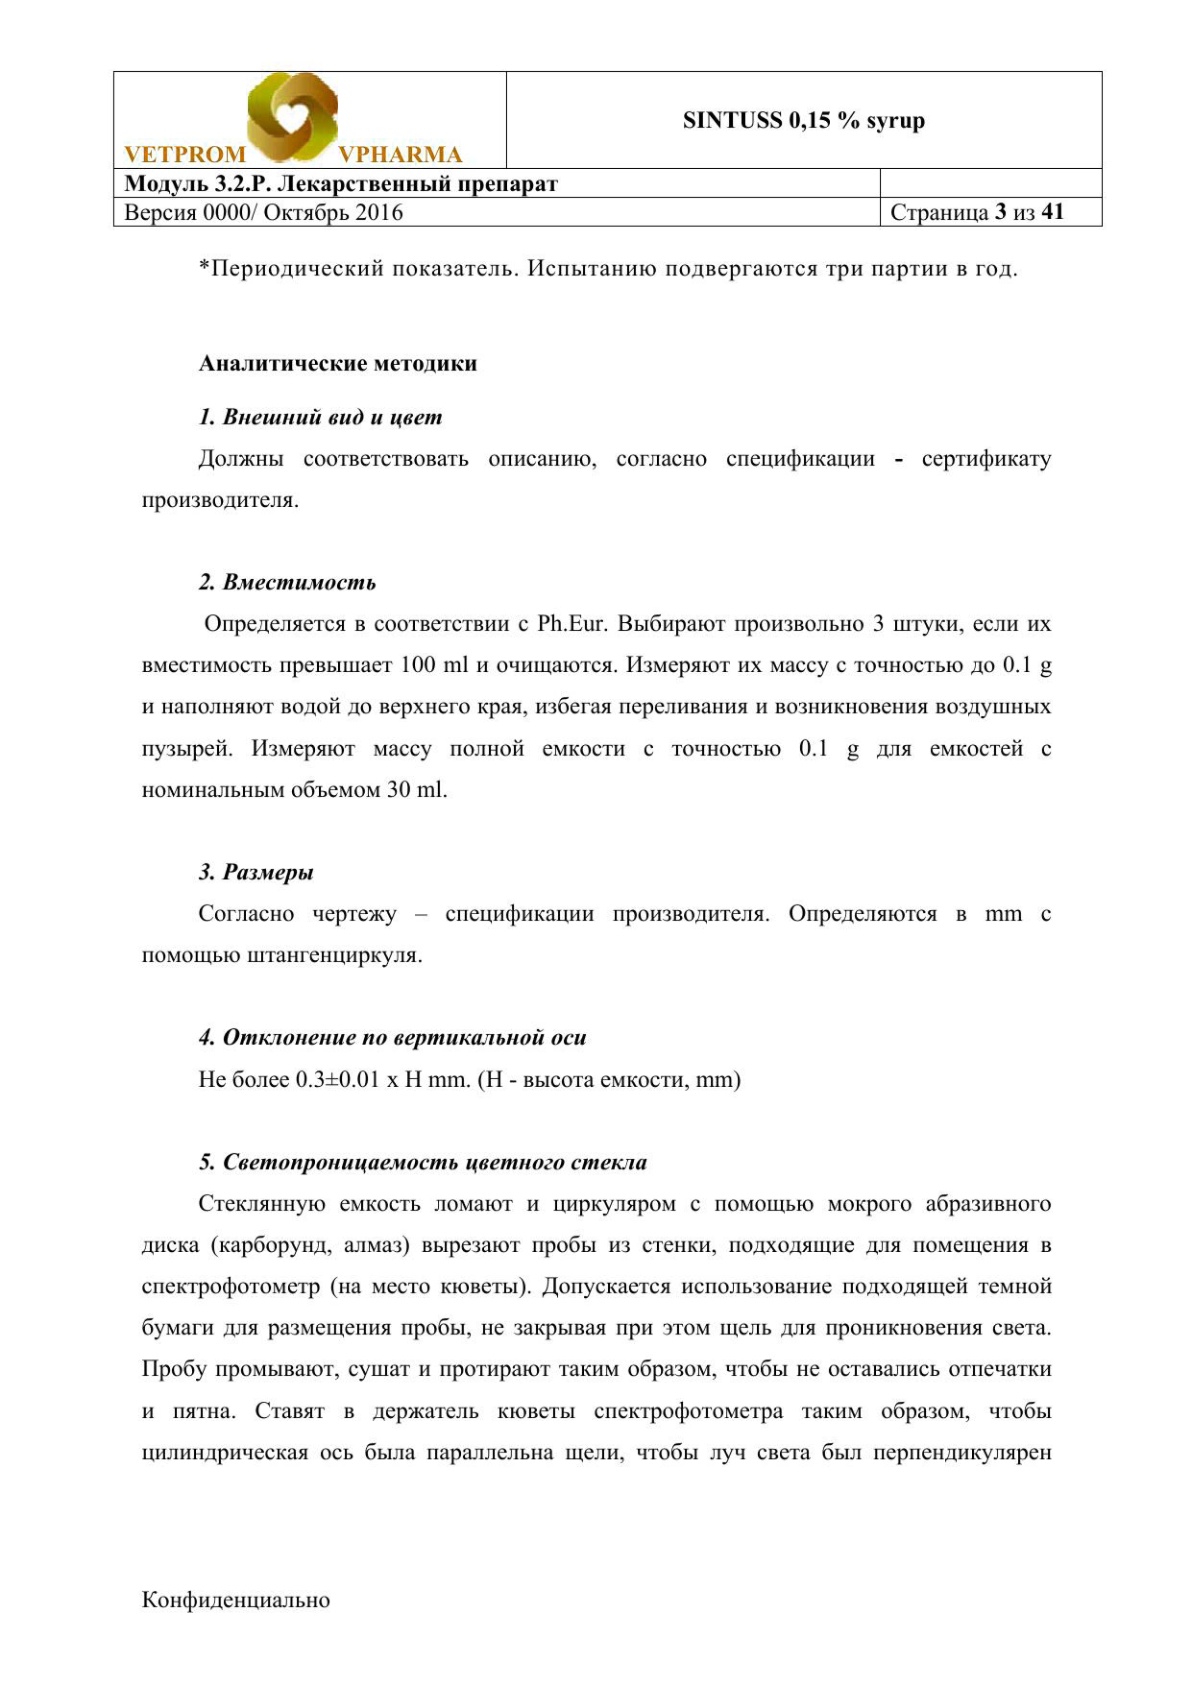 VETPROM VPHARMA
SINTUSS 0,15 % syrup
Модуль 3.2.P. Лекарственный препарат
Версия 0000/ Октябрь 2016
Страница 3 из 41
*Периодический показатель. Испытанию подвергаются три партии в год.
Аналитические методики
1. Внешний вид и цвет
Должны соответствовать описанию, согласно спецификации - сертификату
производителя.
2. Вместимость
Определяется в соответствии с Ph.Eur. Выбирают произвольно 3 штуки, если их
вместимость превышает 100 ml и очищаются. Измеряют их массу с точностью до 0.1 g
и наполняют водой до верхнего края, избегая переливания и возникновения воздушных
пузырей. Измеряют массу полной емкости с точностью 0.1 g для емкостей с
номинальным объемом 30 ml.
3. Размеры
Согласно чертежу – спецификации производителя. Определяются в mm с
помощью штангенциркуля.
4. Отклонение по вертикальной оси
Не более 0.3±0.01 x H mm. (H - высота емкости, mm)
5. Светопроницаемость цветного стекла
Стеклянную емкость ломают и циркуляром с помощью мокрого абразивного
диска (карборунд, алмаз) вырезают пробы из стенки, подходящие для помещения в
спектрофотометр (на место кюветы). Допускается использование подходящей темной
бумаги для размещения пробы, не закрывая при этом щель для проникновения света.
Пробу промывают, сушат и протирают таким образом, чтобы не оставались отпечатки
и пятна. Ставят в держатель кюветы спектрофотометра таким образом, чтобы
цилиндрическая ось была параллельна щели, чтобы луч света был перпендикулярен
Конфиденциально